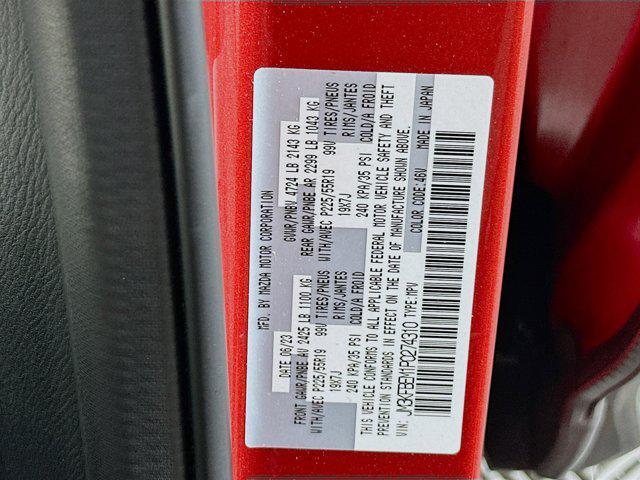 MFD. BY MAZDA MOTOR CORPORATION
DATE 06/23 GVWR/PNBV 4724 LB 2143 KG
FRONT GAWR/PNBE AV 2425 LB 1100 KG REAR GAWR/PNBE AR 2299 LB 1043 KG
WITH/AVEC P225/55R19 99V TIRES/PNEUS WITH/AVEC P225/55R19 99V TIRES/PNEUS
19X7J RIMS/JANTES 19X7J RIMS/JANTES
240 KPA/35 PSI COLD/A FROID 240 KPA/35 PSI COLD/A FROID
THIS VEHICLE CONFORMS TO ALL APPLICABLE FEDERAL MOTOR VEHICLE SAFETY AND THEFT
PREVENTION STANDARDS IN EFFECT ON THE DATE OF MANUFACTURE SHOWN ABOVE.
COLOR CODE:46V MADE IN JAPAN
VIN: JM3KFBEM1P0274310 TYPE:MPV